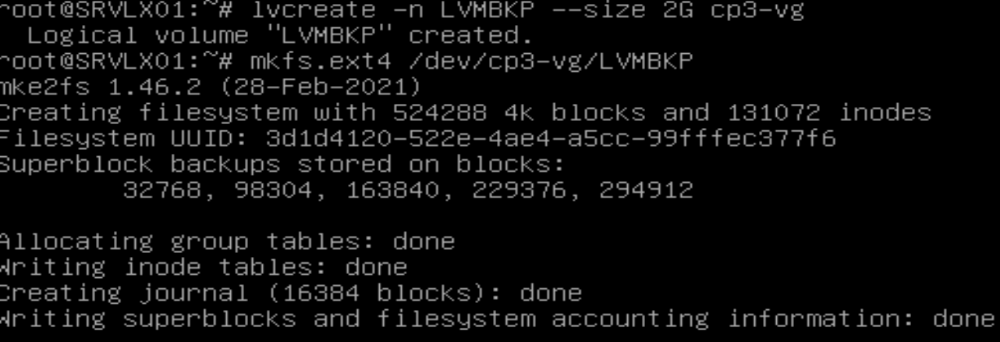 root@SRVLX01:~# lvcreate -n LVMBKP --size 2G cp3-vg
Logical volume "LVMBKP" created.
root@SRVLX01:~# mkfs.ext4 /dev/cp3-vg/LVMBKP
mke2fs 1.46.2 (28-Feb-2021)
Creating filesystem with 524288 4k blocks and 131072 inodes
Filesystem UUID: 3d1d4120-522e-4ae4-a5cc-99fffec377f6
Superblock backups stored on blocks:
32768, 98304, 163840, 229376, 294912
Allocating group tables: done
Writing inode tables: done
Creating journal (16384 blocks): done
Writing superblocks and filesystem accounting information: done